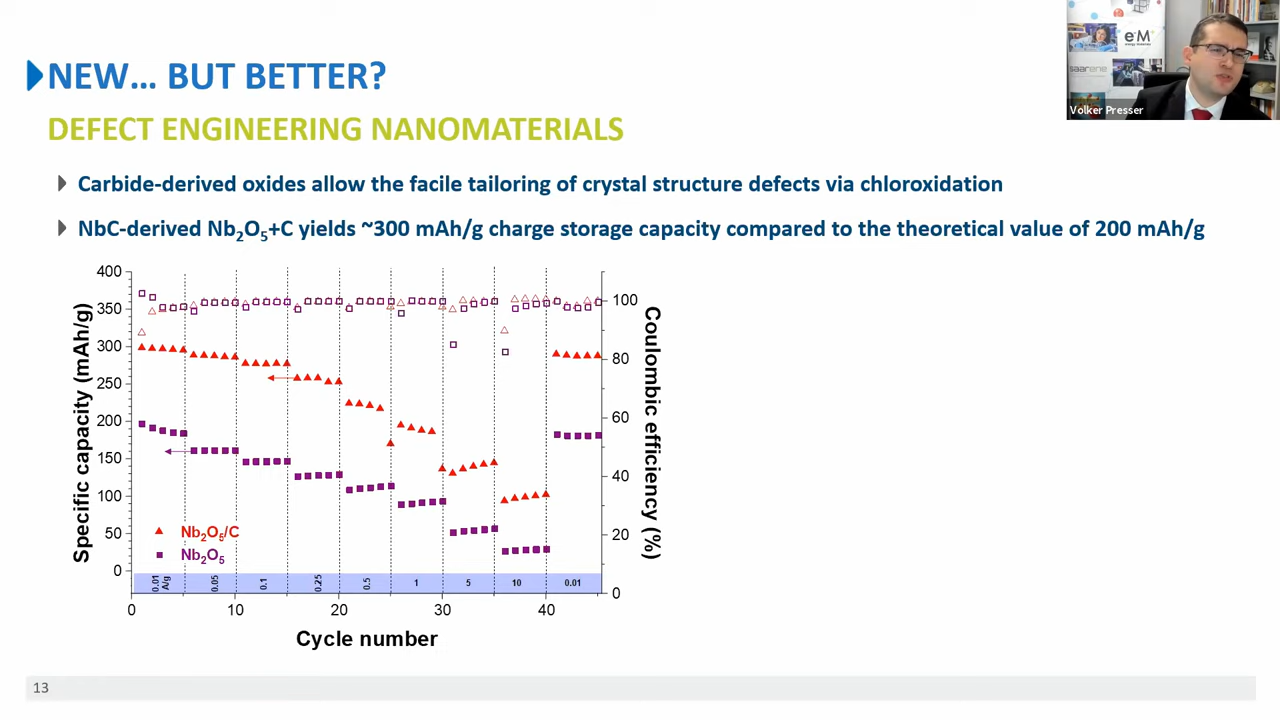 NEW... BUT BETTER?
DEFECT ENGINEERING NANOMATERIALS
Carbide-derived oxides allow the facile tailoring of crystal structure defects via chloroxidation
NbC-derived Nb₂O₅+C yields ~300 mAh/g charge storage capacity compared to the theoretical value of 200 mAh/g
e·M
Volker Presser
Specific capacity (mAh/g)
400
350
300
250
200
150
100
50
0
Nb₂O₅/C
Nb₂O₅
0.01 A/g
0.05
0.1
0.25
0.5
1
5
10
0.01
0
10
20
30
40
Cycle number
100
80
60
40
20
0
Coulombic efficiency (%)
13